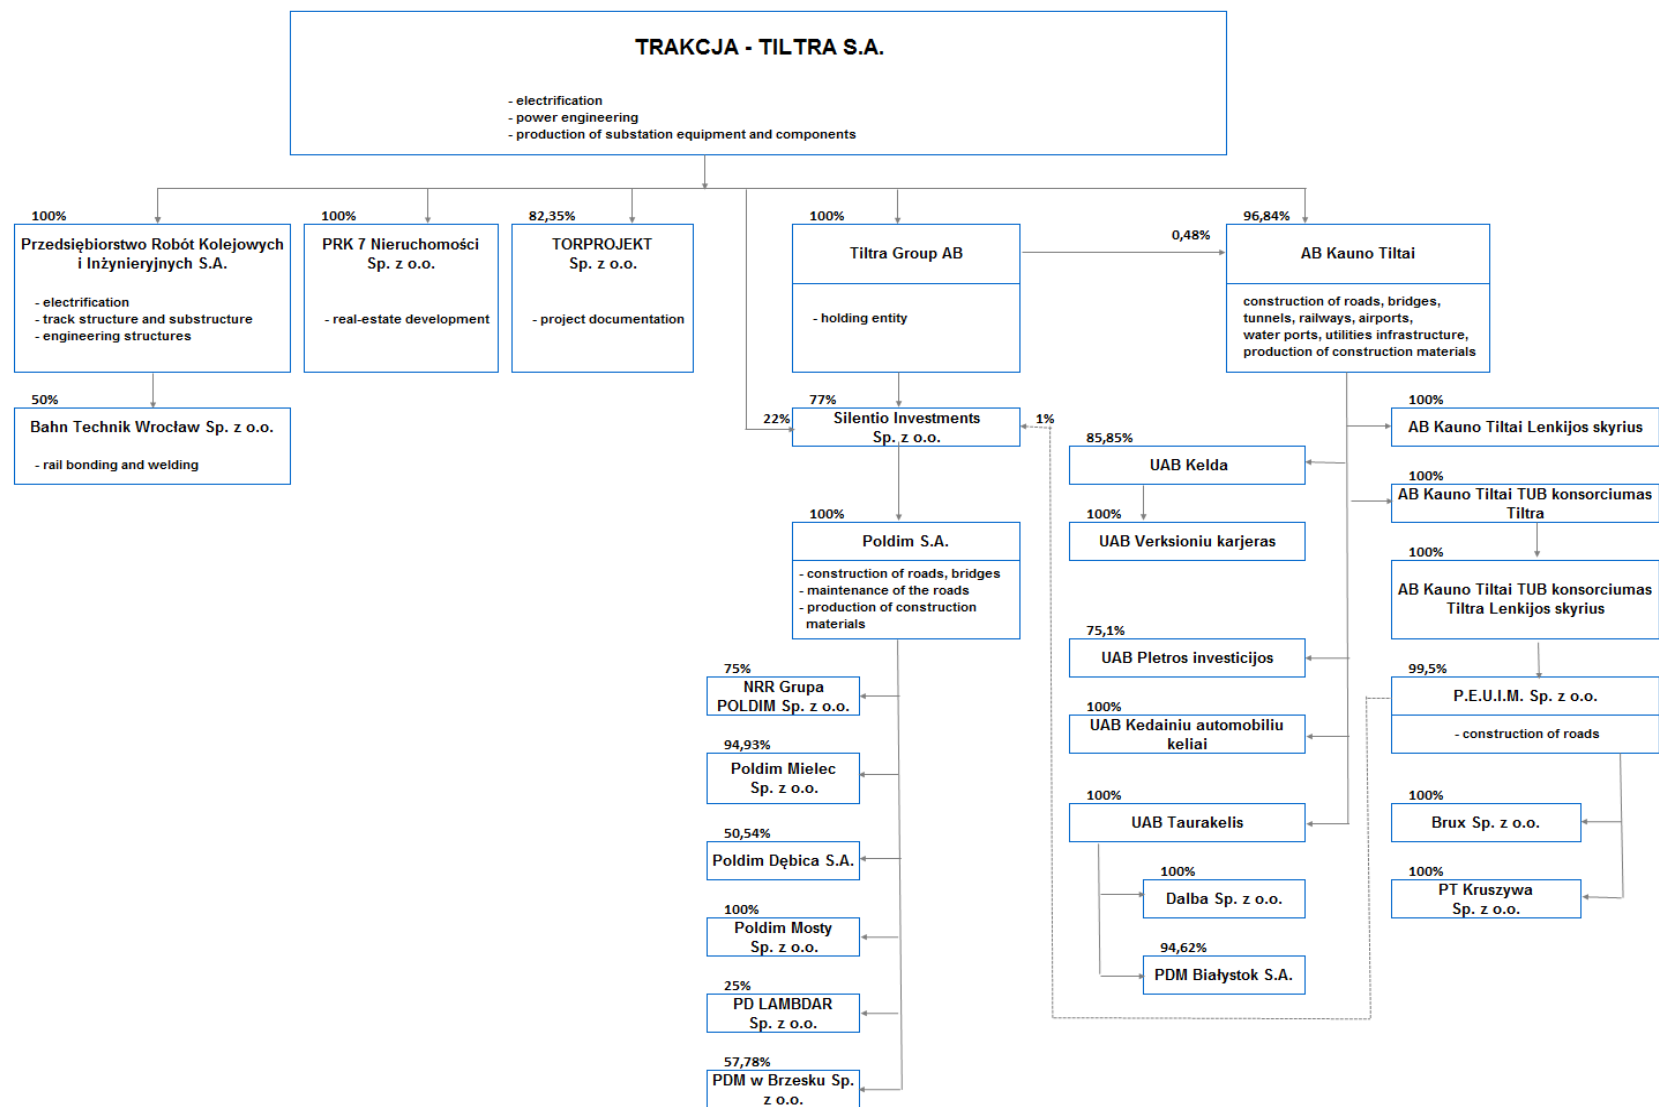 TRAKCJA - TILTRA S.A.
- electrification
- power engineering
- production of substation equipment and components
100%
Przedsiębiorstwo Robót Kolejowych
i Inżynieryjnych S.A.
- electrification
- track structure and substructure
- engineering structures
100%
PRK 7 Nieruchomości
Sp. z o.o.
- real-estate development
82,35%
TORPROJEKT
Sp. z o.o.
- project documentation
100%
Tiltra Group AB
- holding entity
0,48%
96,84%
AB Kauno Tiltai
construction of roads, bridges,
tunnels, railways, airports,
water ports, utilities infrastructure,
production of construction materials
50%
Bahn Technik Wrocław Sp. z o.o.
- rail bonding and welding
22%
77%
Silentio Investments
Sp. z o.o.
1%
100%
Poldim S.A.
- construction of roads, bridges
- maintenance of the roads
- production of construction
materials
75%
NRR Grupa
POLDIM Sp. z o.o.
94,93%
Poldim Mielec
Sp. z o.o.
50,54%
Poldim Dębica S.A.
100%
Poldim Mosty
Sp. z o.o.
25%
PD LAMBDAR
Sp. z o.o.
57,78%
PDM w Brzesku Sp.
z o.o.
85,85%
UAB Kelda
100%
UAB Verksioniu karjeras
75,1%
UAB Pletros investicijos
100%
UAB Kedainiu automobiliu
keliai
100%
UAB Taurakelis
100%
Dalba Sp. z o.o.
94,62%
PDM Białystok S.A.
100%
AB Kauno Tiltai Lenkijos skyrius
100%
AB Kauno Tiltai TUB konsorciumas
Tiltra
100%
AB Kauno Tiltai TUB konsorciumas
Tiltra Lenkijos skyrius
99,5%
P.E.U.I.M. Sp. z o.o.
- construction of roads
100%
Brux Sp. z o.o.
100%
PT Kruszywa
Sp. z o.o.